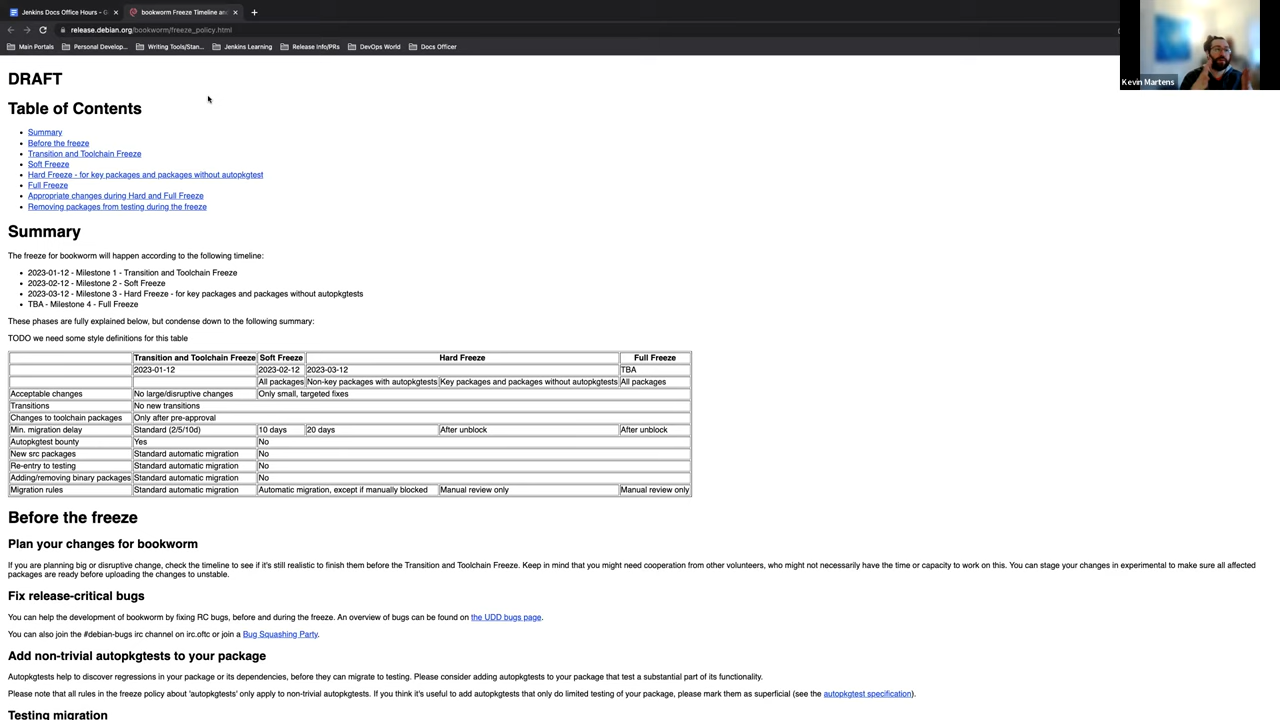 Jenkins Docs Office Hours - G
bookworm Freeze Timeline an
release.debian.org/bookworm/freeze_policy.html
Main Portals
Personal Develop...
Writing Tools/Stan...
Jenkins Learning
Release Info/PRs
DevOps World
Docs Officer
Kevin Martens
DRAFT
Table of Contents
Summary
Before the freeze
Transition and Toolchain Freeze
Soft Freeze
Hard Freeze - for key packages and packages without autopkgtest
Full Freeze
Appropriate changes during Hard and Full Freeze
Removing packages from testing during the freeze
Summary
The freeze for bookworm will happen according to the following timeline:
2023-01-12 - Milestone 1 - Transition and Toolchain Freeze
2023-02-12 - Milestone 2 - Soft Freeze
2023-03-12 - Milestone 3 - Hard Freeze - for key packages and packages without autopkgtests
TBA - Milestone 4 - Full Freeze
These phases are fully explained below, but condense down to the following summary:
TODO we need some style definitions for this table
Transition and Toolchain Freeze Soft Freeze Hard Freeze Full Freeze
2023-01-12 2023-02-12 2023-03-12 TBA
All packages Non-key packages with autopkgtests Key packages and packages without autopkgtests All packages
Acceptable changes No large/disruptive changes Only small, targeted fixes
Transitions No new transitions
Changes to toolchain packages Only after pre-approval
Min. migration delay Standard (2/5/10d) 10 days 20 days After unblock After unblock
Autopkgtest bounty Yes No
New src packages Standard automatic migration No
Re-entry to testing Standard automatic migration No
Adding/removing binary packages Standard automatic migration No
Migration rules Standard automatic migration Automatic migration, except if manually blocked Manual review only Manual review only
Before the freeze
Plan your changes for bookworm
If you are planning big or disruptive change, check the timeline to see if it's still realistic to finish them before the Transition and Toolchain Freeze. Keep in mind that you might need cooperation from other volunteers, who might not necessarily have the time or capacity to work on this. You can stage your changes in experimental to make sure all affected
packages are ready before uploading the changes to unstable.
Fix release-critical bugs
You can help the development of bookworm by fixing RC bugs, before and during the freeze. An overview of bugs can be found on the UDD bugs page.
You can also join the #debian-bugs irc channel on irc.oftc or join a Bug Squashing Party.
Add non-trivial autopkgtests to your package
Autopkgtests help to discover regressions in your package or its dependencies, before they can migrate to testing. Please consider adding autopkgtests to your package that test a substantial part of its functionality.
Please note that all rules in the freeze policy about 'autopkgtests' only apply to non-trivial autopkgtests. If you think it's useful to add autopkgtests that only do limited testing of your package, please mark them as superficial (see the autopkgtest specification).
Testing migration